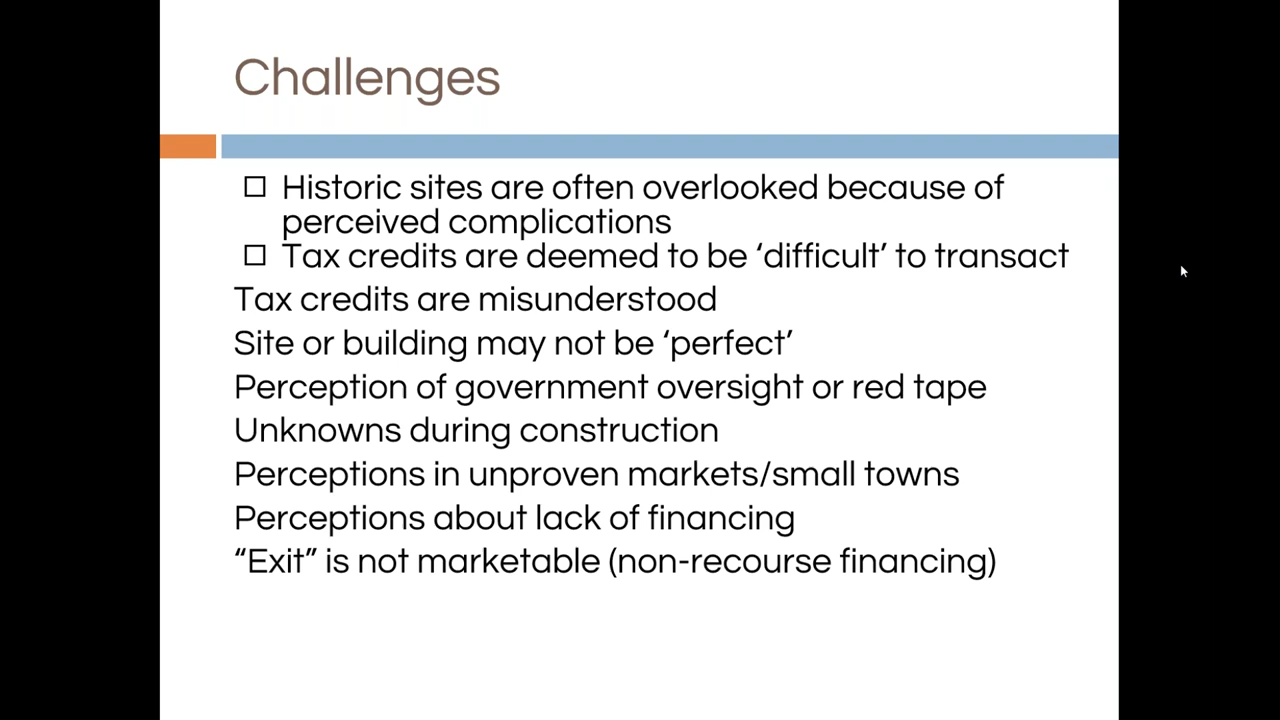 Challenges
Historic sites are often overlooked because of
perceived complications
Tax credits are deemed to be ‘difficult’ to transact
Tax credits are misunderstood
Site or building may not be ‘perfect’
Perception of government oversight or red tape
Unknowns during construction
Perceptions in unproven markets/small towns
Perceptions about lack of financing
“Exit” is not marketable (non-recourse financing)